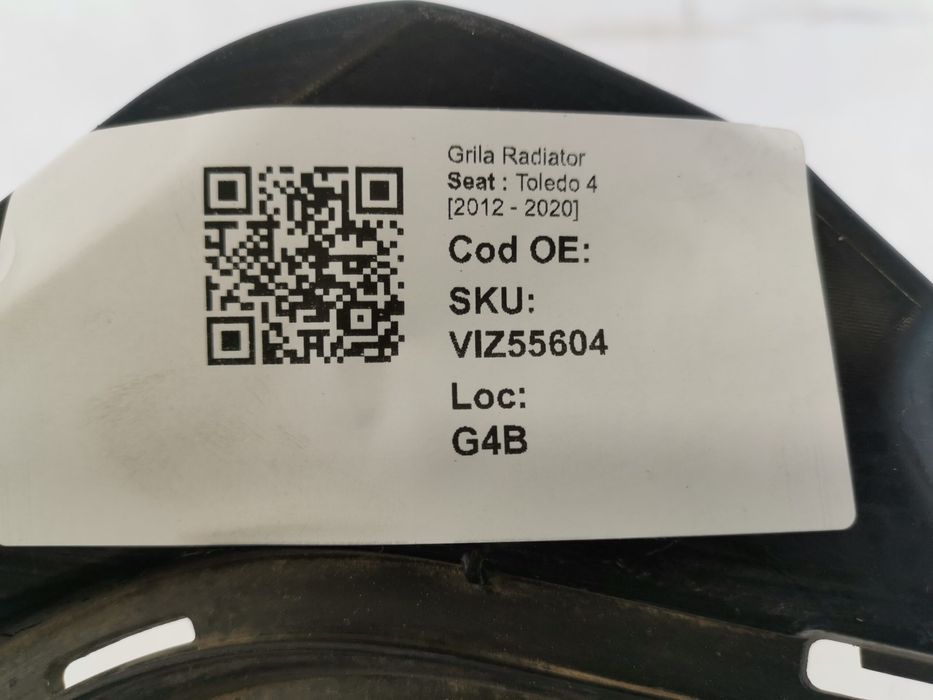 Grila Radiator
Seat : Toledo 4
[2012 - 2020]
Cod OE:
SKU:
VIZ55604
Loc:
G4B